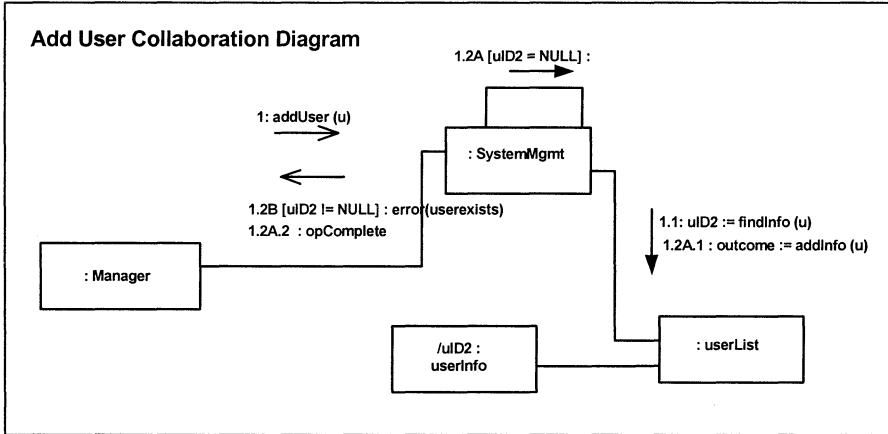 Add User Collaboration Diagram
1.2A [uID2 = NULL] :
1: addUser (u)
: SystemMgmt
1.2B [uID2 != NULL] : error(userexists)
1.2A.2 : opComplete
1.1: uID2 := findInfo (u)
1.2A.1 : outcome := addInfo (u)
: Manager
/uID2 :
userInfo
: userList